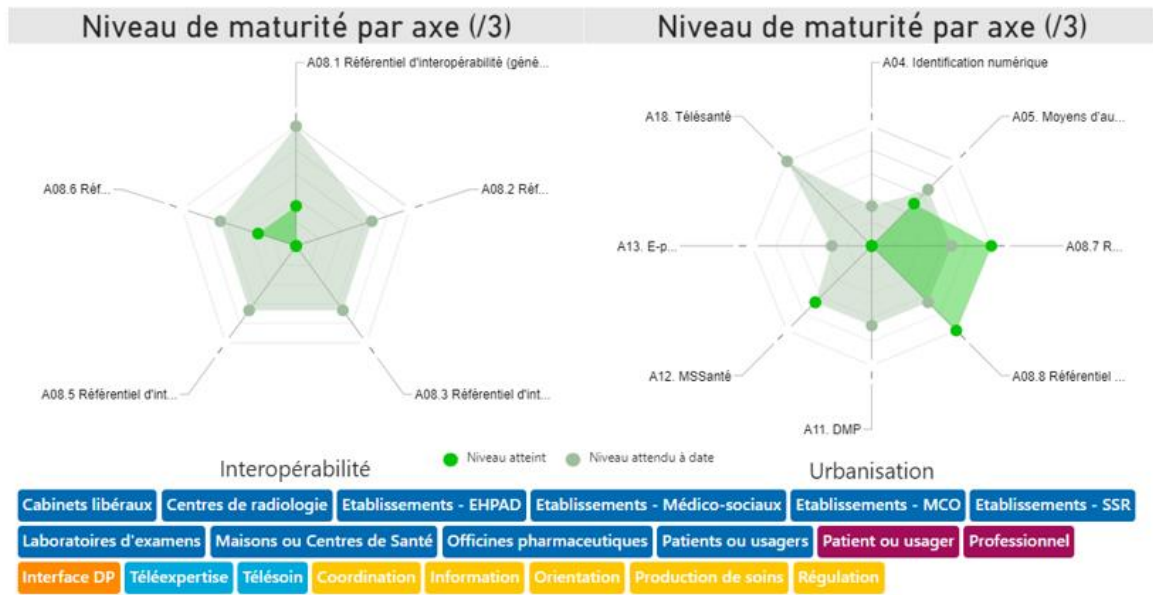 Niveau de maturité par axe (/3)
Niveau de maturité par axe (/3)
A08.1 Référentiel d'interopérabilité (géné...
A08.6 Réf...
A08.2 Réf...
A08.5 Référentiel d'int...
A08.3 Référentiel d'int...
A04. Identification numérique
A18. Télésanté
A05. Moyens d'au...
A13. E-p...
A08.7 R...
A12. MSSanté
A08.8 Référentiel ...
A11. DMP
Interopérabilité
Niveau atteint
Niveau attendu à date
Urbanisation
Cabinets libéraux Centres de radiologie Etablissements - EHPAD Etablissements - Médico-sociaux Etablissements - MCO Etablissements - SSR
Laboratoires d'examens Maisons ou Centres de Santé Officines pharmaceutiques Patients ou usagers Patient ou usager Professionnel
Interface DP Téléexpertise Télésoin Coordination Information Orientation Production de soins Régulation